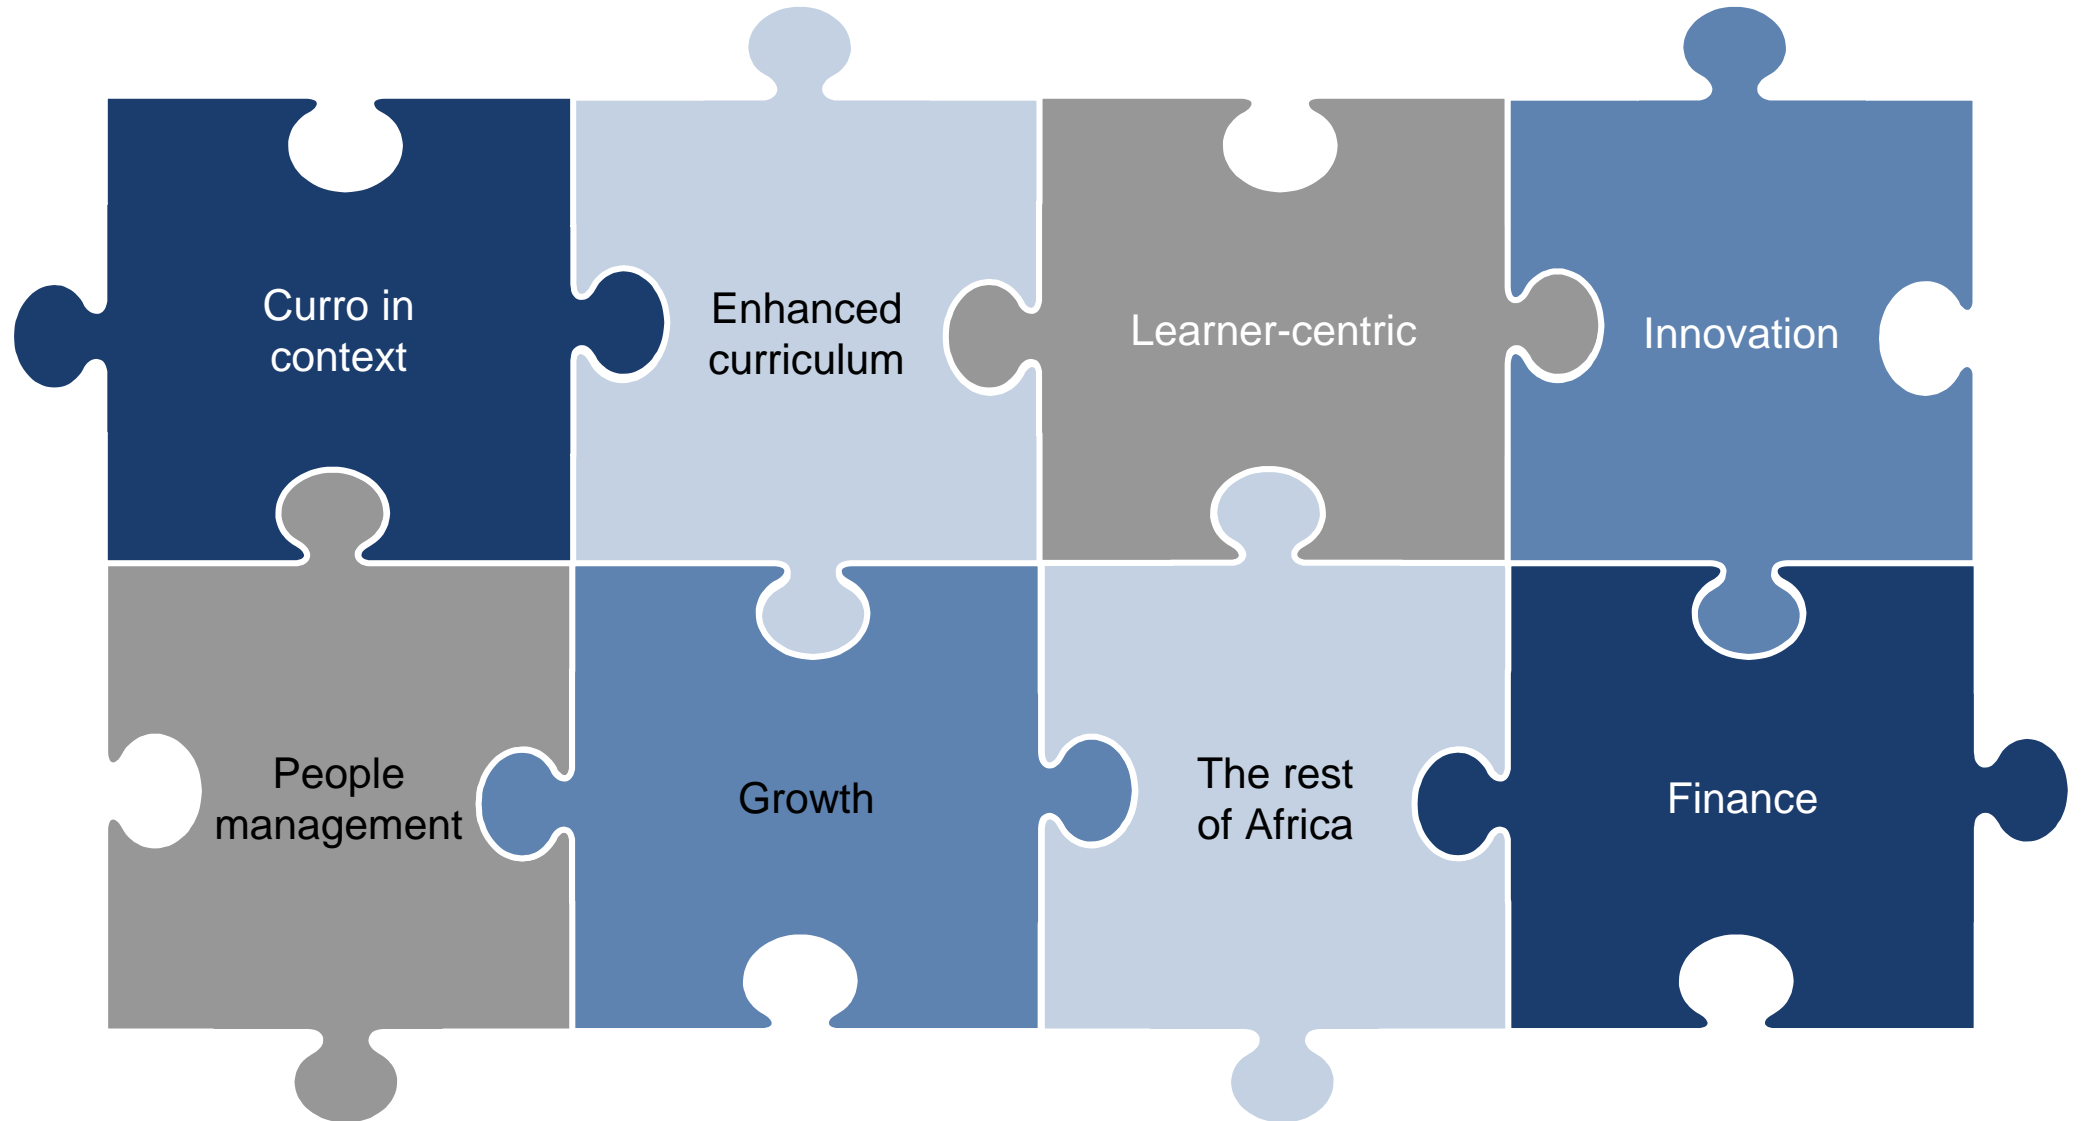 Curro in
context
Enhanced
curriculum
Learner-centric
Innovation
People
management
Growth
The rest
of Africa
Finance